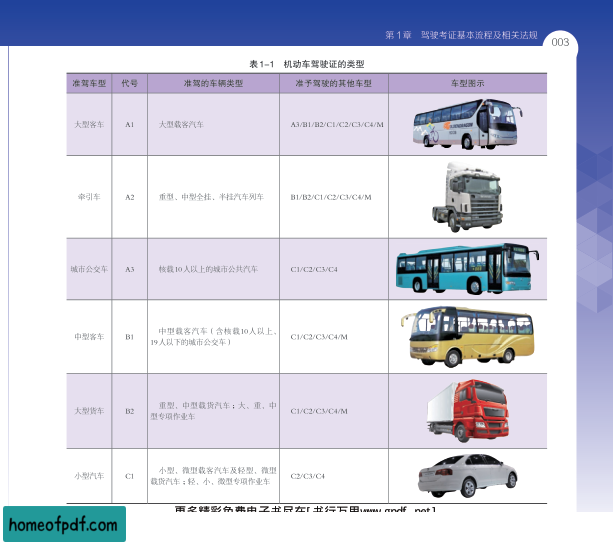 第 1 章 驾驶考证基本流程及相关法规
003
表 1-1 机动车驾驶证的类型
准驾车型 代号 准驾的车辆类型 准予驾驶的其他车型 车型图示
大型客车 A1 大型载客汽车 A3/B1/B2/C1/C2/C3/C4/M
牵引车 A2 重型、中型全挂、半挂汽车列车 B1/B2/C1/C2/C3/C4/M
城市公交车 A3 核载10人以上的城市公共汽车 C1/C2/C3/C4
中型客车 B1 中型载客汽车（含核载10人以上、 C1/C2/C3/C4/M
19人以下的城市公交车）
大型货车 B2 重型、中型载货汽车；大、重、中 C1/C2/C3/C4/M
型专项作业车
小型汽车 C1 小型、微型载客汽车及轻型、微型 C2/C3/C4
载货汽车；轻、小、微型专项作业车
更多精彩免费电子书尽在[ 书行万里www.gpdf .net]
homeofpdf.com